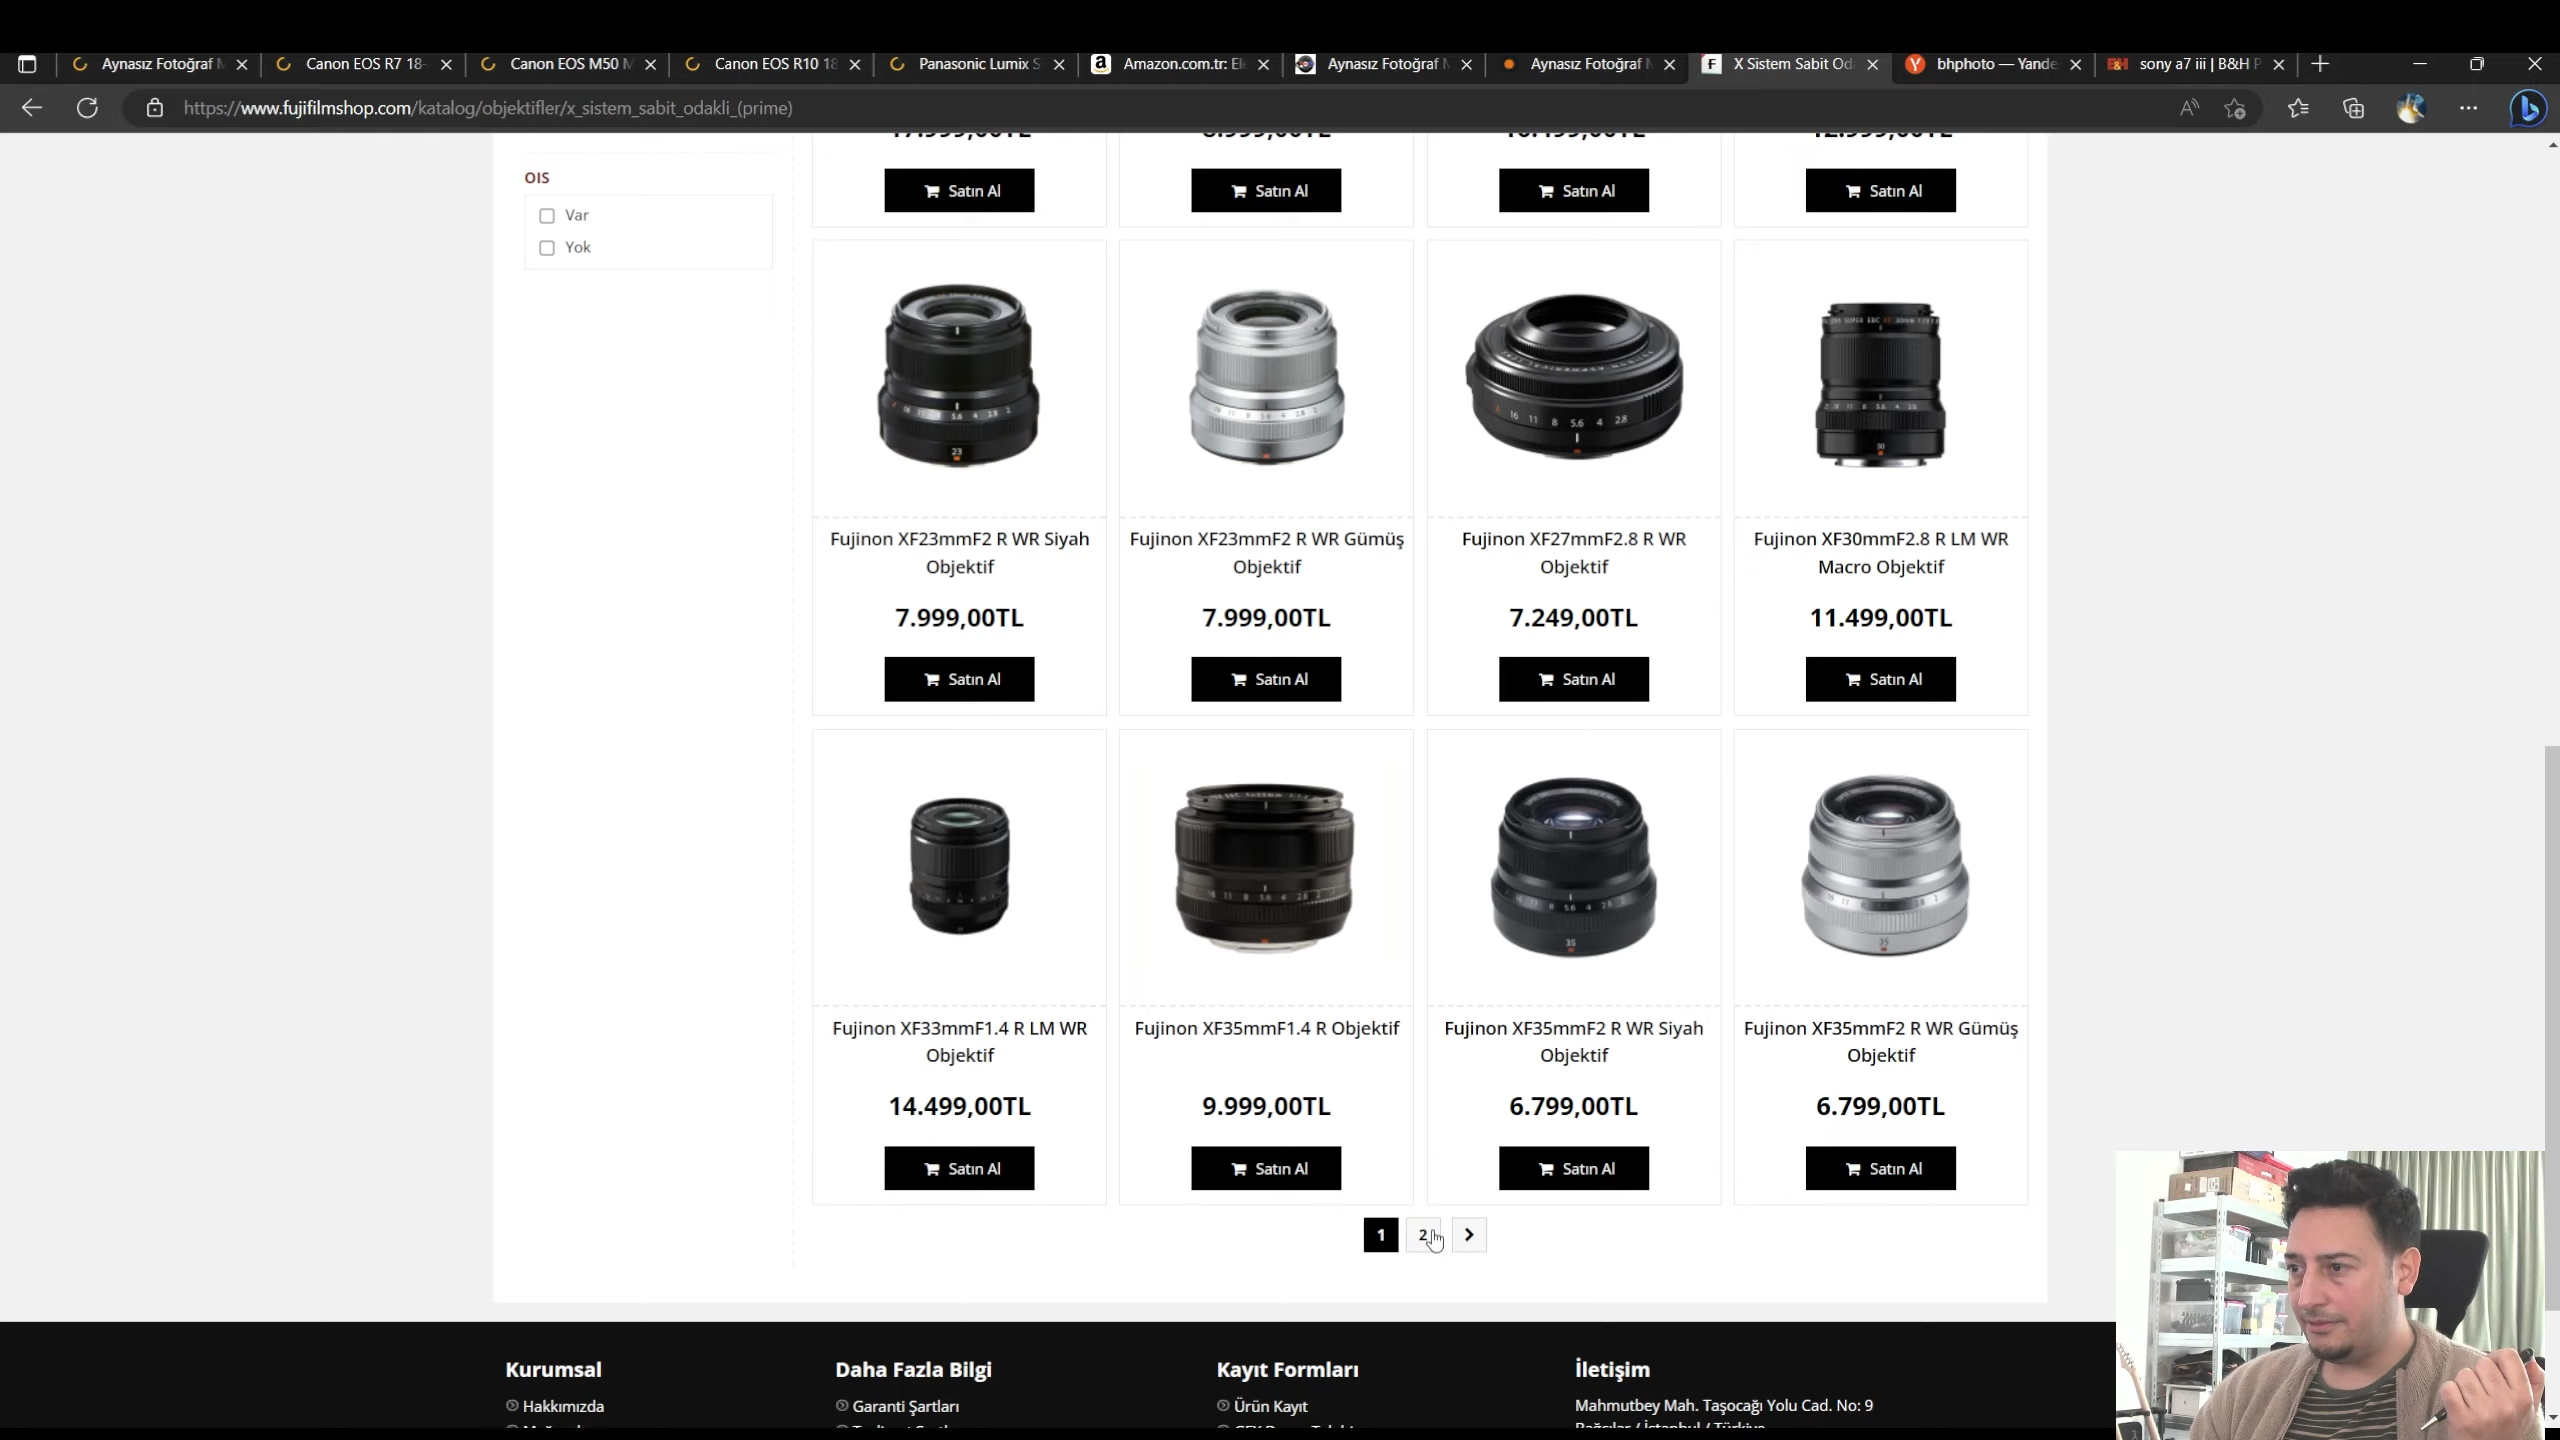 Aynasız Fotoğraf M
Canon EOS R7 18-
Canon EOS M50 M
Canon EOS R10 18
Panasonic Lumix S
Amazon.com.tr: El
Aynasız Fotoğraf M
Aynasız Fotoğraf M
X Sistem Sabit Od
bhphoto — Yande
sony a7 iii | B&H P
https://www.fujifilmshop.com/katalog/objektifler/x_sistem_sabit_odakli_(prime)
Satın Al
Satın Al
Satın Al
Satın Al
OIS
Var
Yok
Fujinon XF23mmF2 R WR Siyah
Objektif
7.999,00TL
Satın Al
Fujinon XF23mmF2 R WR Gümüş
Objektif
7.999,00TL
Satın Al
Fujinon XF27mmF2.8 R WR
Objektif
7.249,00TL
Satın Al
Fujinon XF30mmF2.8 R LM WR
Macro Objektif
11.499,00TL
Satın Al
Fujinon XF33mmF1.4 R LM WR
Objektif
14.499,00TL
Satın Al
Fujinon XF35mmF1.4 R Objektif
9.999,00TL
Satın Al
Fujinon XF35mmF2 R WR Siyah
Objektif
6.799,00TL
Satın Al
Fujinon XF35mmF2 R WR Gümüş
Objektif
6.799,00TL
Satın Al
1 2
Kurumsal
Hakkımızda
Daha Fazla Bilgi
Garanti Şartları
Kayıt Formları
Ürün Kayıt
İletişim
Mahmutbey Mah. Taşocağı Yolu Cad. No: 9
Bağcılar / İstanbul / Türkiye